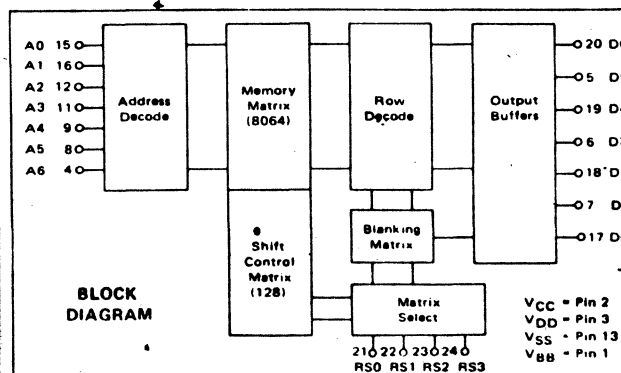 A0 15
A1 16
A2 12
A3 11
A4 9
A5 8
A6 4
Address
Decode
Memory
Matrix
(8064)
Row
Decode
Output
Buffers
20
5
19
6
18
7
17
Shift
Control
Matrix
(128)
Blanking
Matrix
Matrix
Select
21 22 23 24
RS0 RS1 RS2 RS3
BLOCK
DIAGRAM
VCC = Pin 2
VDD = Pin 3
VSS - Pin 13
VBB - Pin 1